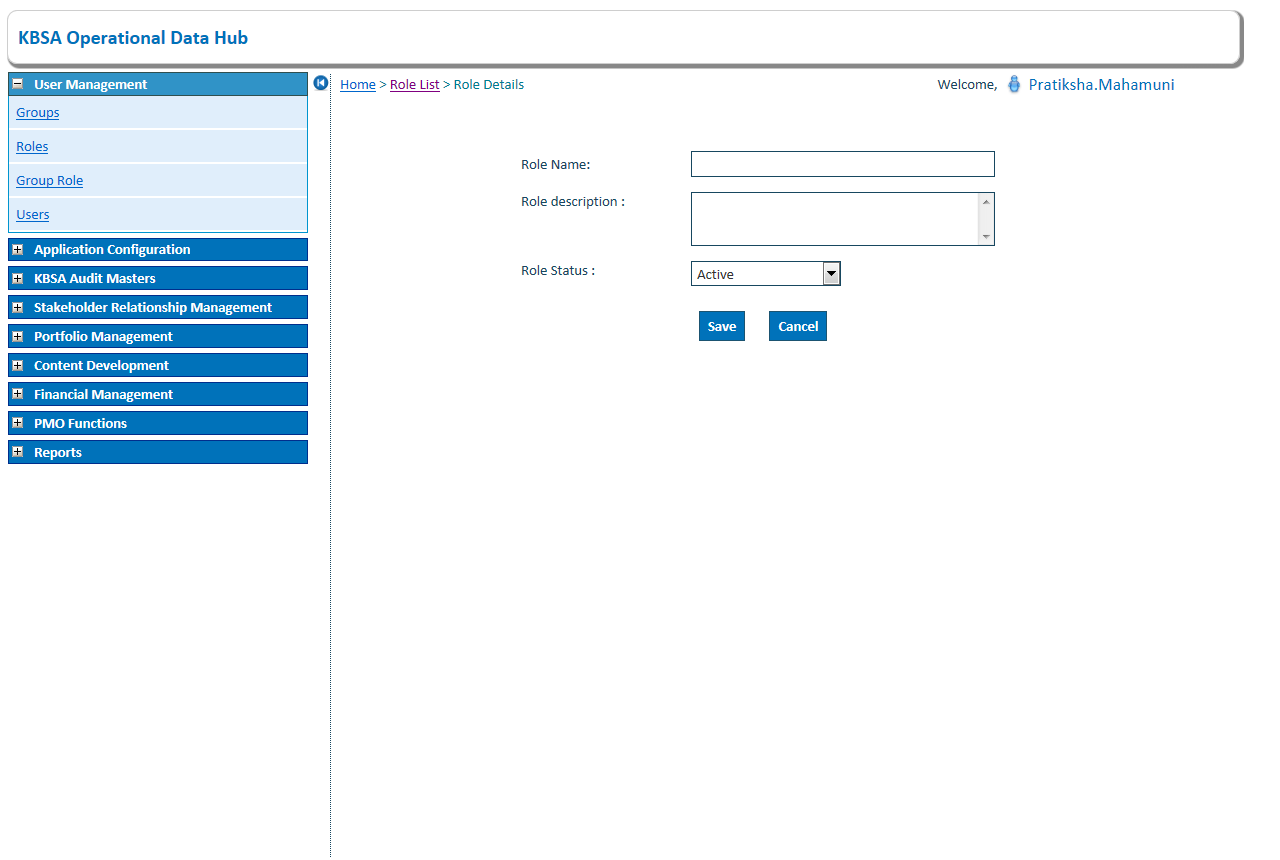 KBSA Operational Data Hub
User Management
Groups
Roles
Group Role
Users
Application Configuration
KBSA Audit Masters
Stakeholder Relationship Management
Portfolio Management
Content Development
Financial Management
PMO Functions
Reports
Home > Role List > Role Details
Welcome, Pratiksha.Mahamuni
Role Name:
Role description :
Role Status :
Active
Save Cancel